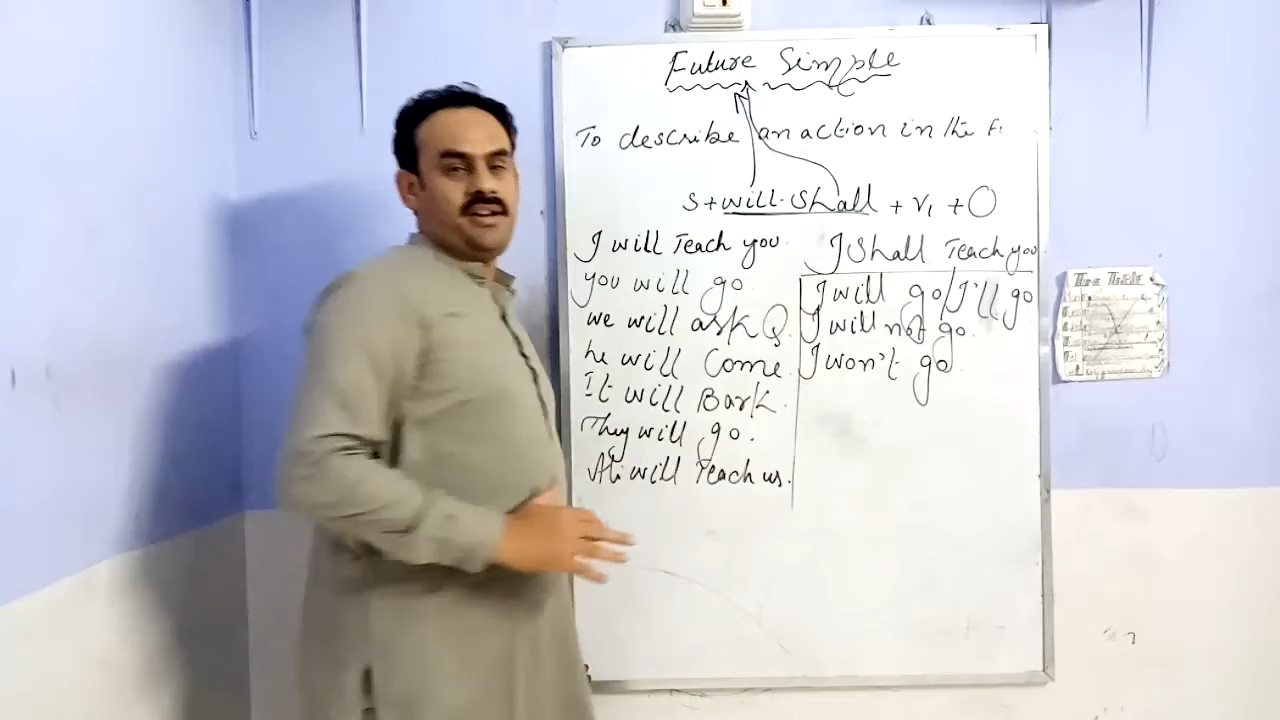 Future Simple
To describe an action in the F
S+will-Shall + V1 + O
I will Teach you.
you will go.
we will ask Q.
he will Come.
It will Bark.
They will go.
Ali will Teach us.
I Shall Teach you.
I will go/I'll go
I will not go.
I won't go.
Time Table